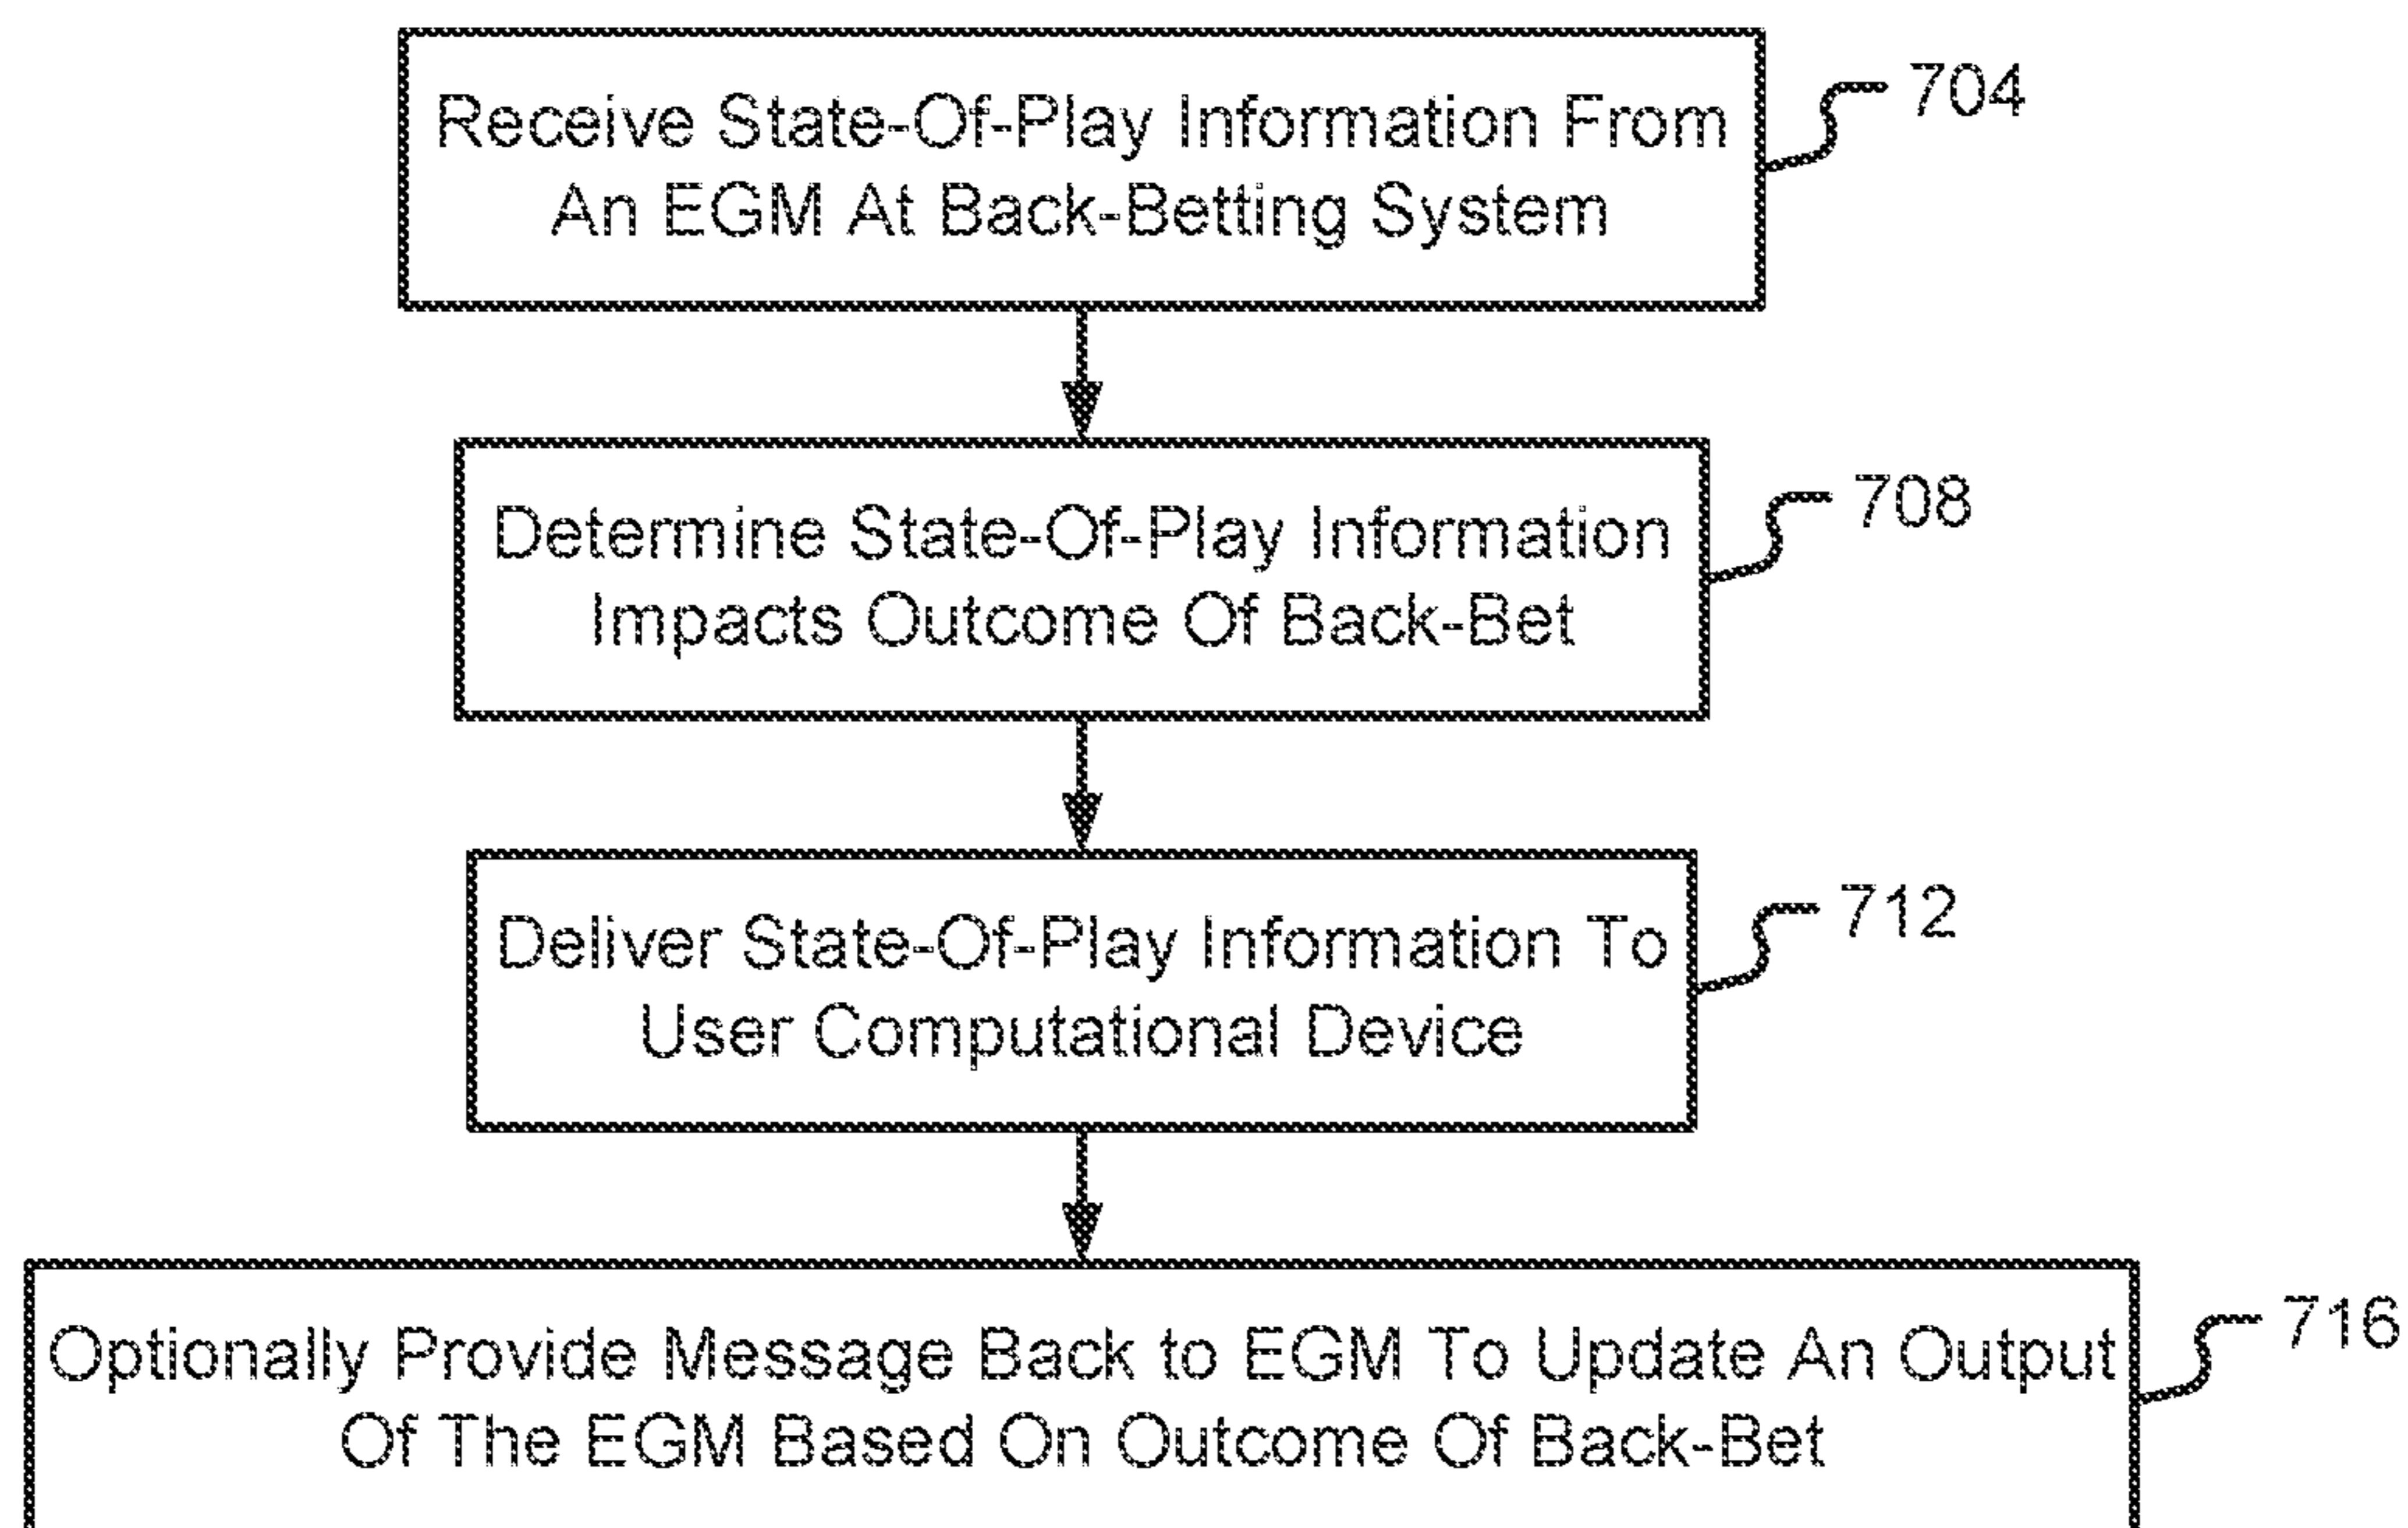 Receive State-Of-Play Information From
An EGM At Back-Betting System
704
Determine State-Of-Play Information
Impacts Outcome Of Back-Bet
708
Deliver State-Of-Play Information To
User Computational Device
712
Optionally Provide Message Back to EGM To Update An Output
Of The EGM Based On Outcome Of Back-Bet
716